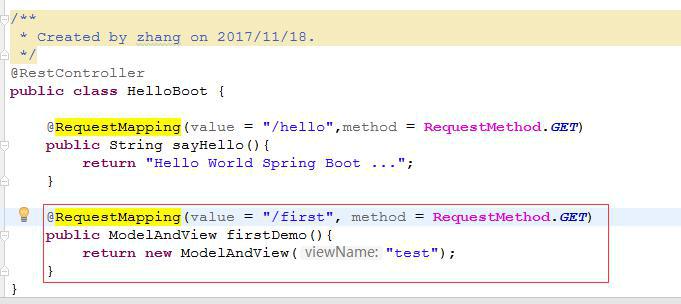 /**
 * Created by zhang on 2017/11/18.
 */
@RestController
public class HelloBoot {
    @RequestMapping(value = "/hello",method = RequestMethod.GET)
    public String sayHello(){
        return "Hello World Spring Boot ...";
    }
    @RequestMapping(value = "/first", method = RequestMethod.GET)
    public ModelAndView firstDemo(){
        return new ModelAndView( viewName: "test");
    }
}